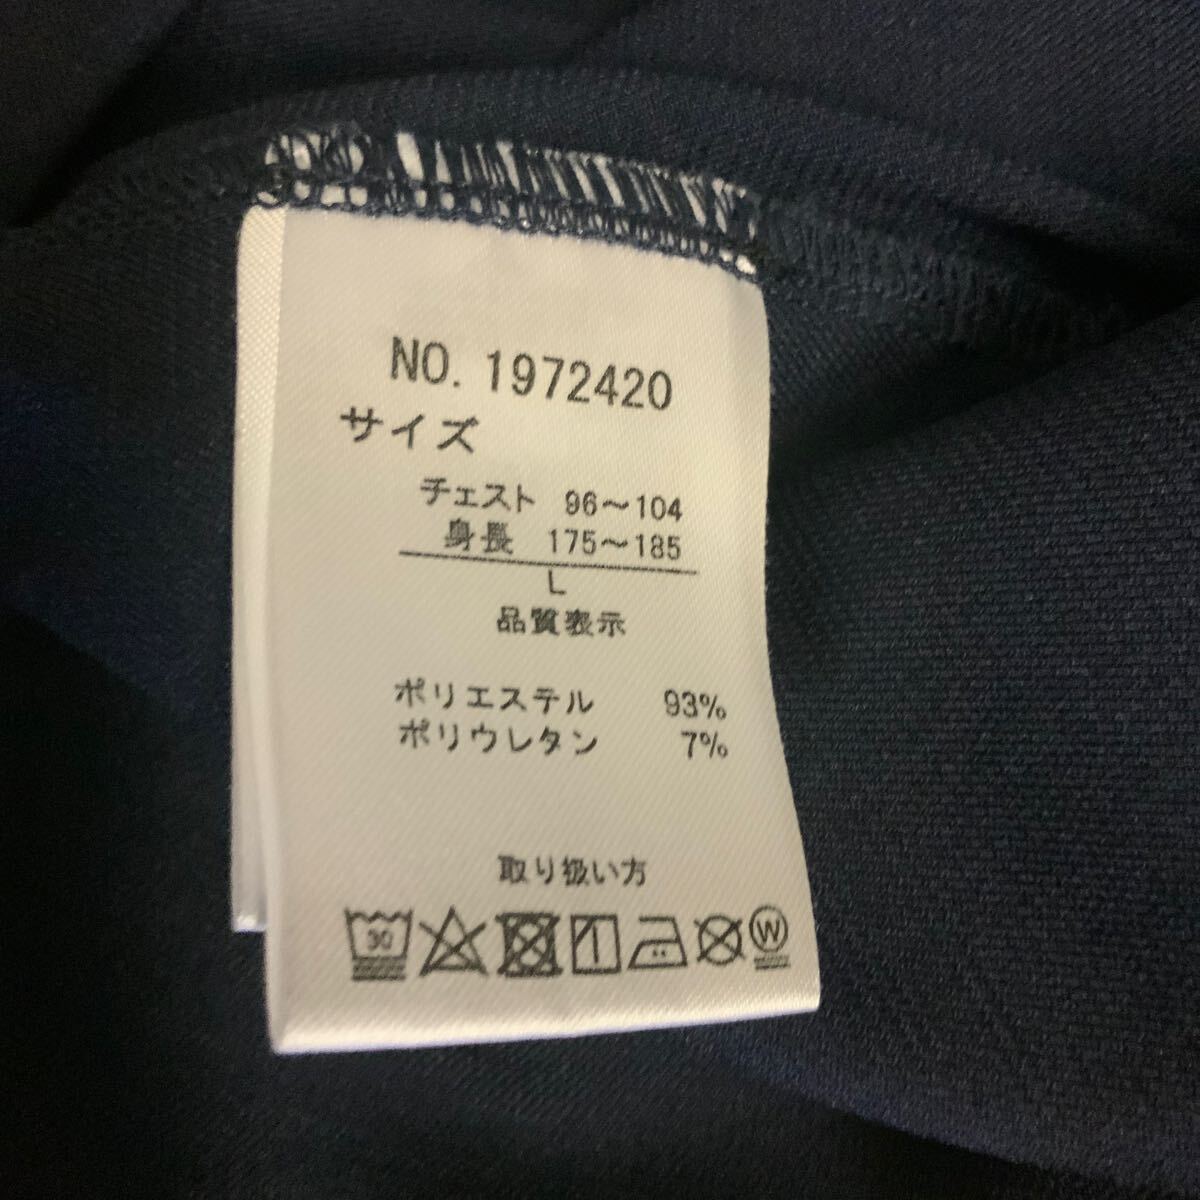 NO. 1972420
サイズ
チェスト 96～104
身長 175～185
L
品質表示
ポリエステル 93%
ポリウレタン 7%
取り扱い方
30
W